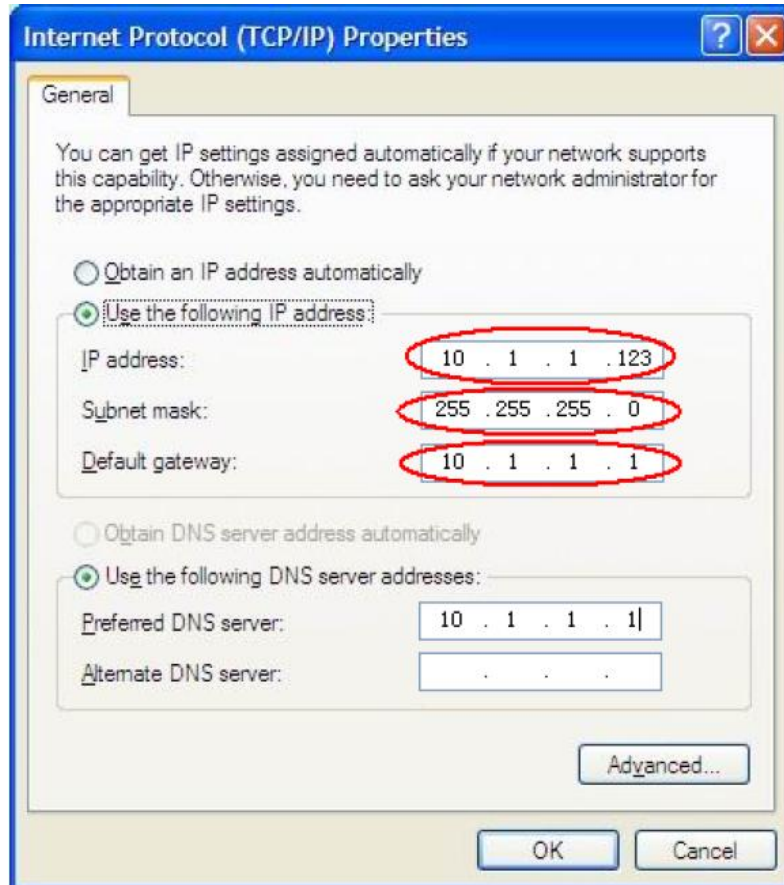 Internet Protocol (TCP/IP) Properties
General
You can get IP settings assigned automatically if your network supports
this capability. Otherwise, you need to ask your network administrator for
the appropriate IP settings.
Obtain an IP address automatically
Use the following IP address:
IP address: 10 . 1 . 1 .123
Subnet mask: 255 .255 .255 . 0
Default gateway: 10 . 1 . 1 . 1
Obtain DNS server address automatically
Use the following DNS server addresses:
Preferred DNS server: 10 . 1 . 1 . 1
Alternate DNS server: . . .
Advanced...
OK Cancel